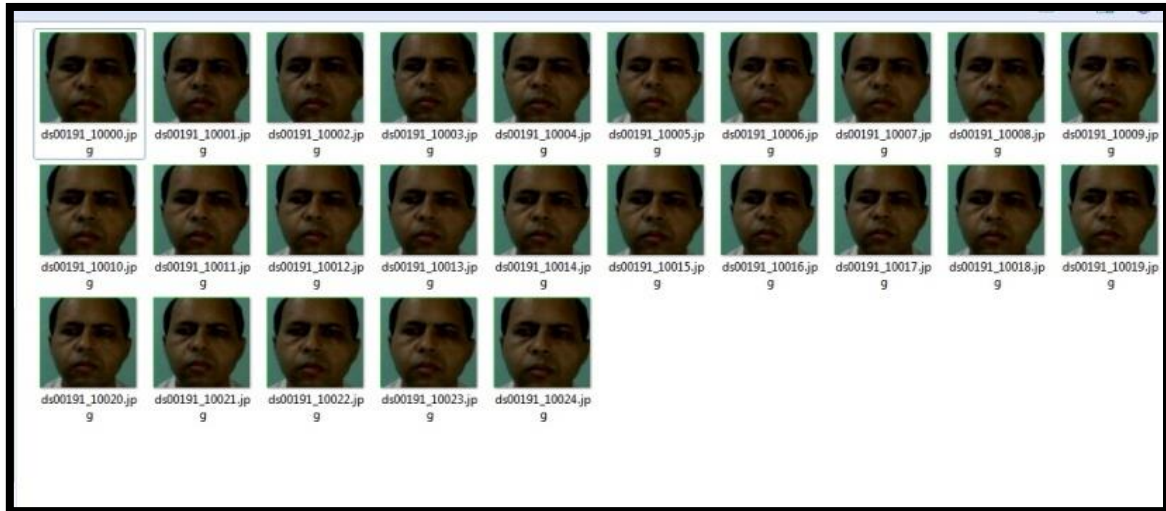 ds00191_10000.jp ds00191_10001.jp ds00191_10002.jp ds00191_10003.jp ds00191_10004.jp ds00191_10005.jp ds00191_10006.jp ds00191_10007.jp ds00191_10008.jp ds00191_10009.jp
g g g g g g g g g g
ds00191_10010.jp ds00191_10011.jp ds00191_10012.jp ds00191_10013.jp ds00191_10014.jp ds00191_10015.jp ds00191_10016.jp ds00191_10017.jp ds00191_10018.jp ds00191_10019.jp
g g g g g g g g g g
ds00191_10020.jp ds00191_10021.jp ds00191_10022.jp ds00191_10023.jp ds00191_10024.jp
g g g g g